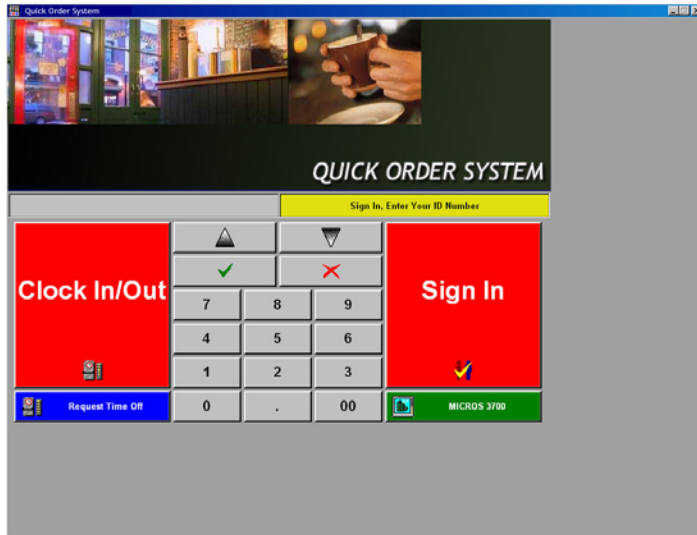 Quick Order System
QUICK ORDER SYSTEM
Sign In, Enter Your ID Number
Clock In/Out
Sign In
7 8 9
4 5 6
1 2 3
Request Time Off
0 . 00
MICROS 3700